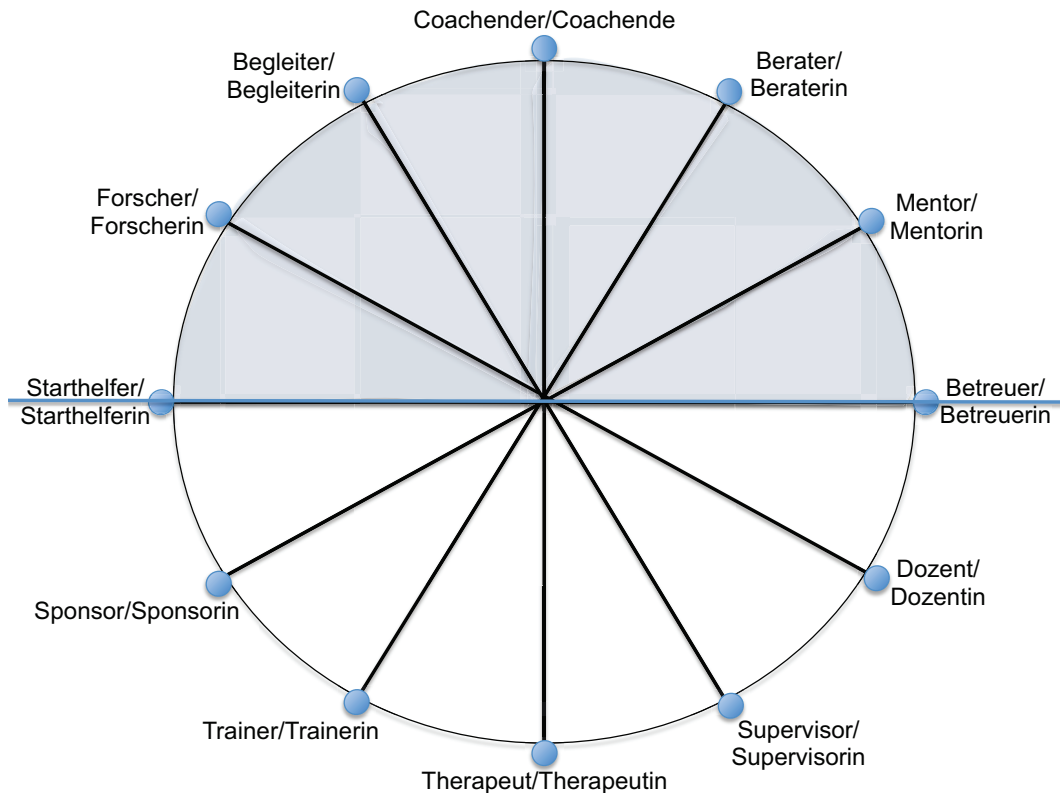 Coachender/Coachende
Begleiter/
Begleiterin
Berater/
Beraterin
Forscher/
Forscherin
Mentor/
Mentorin
Starthelfer/
Starthelferin
Betreuer/
Betreuerin
Dozent/
Dozentin
Sponsor/Sponsorin
Trainer/Trainerin
Supervisor/
Supervisorin
Therapeut/Therapeutin